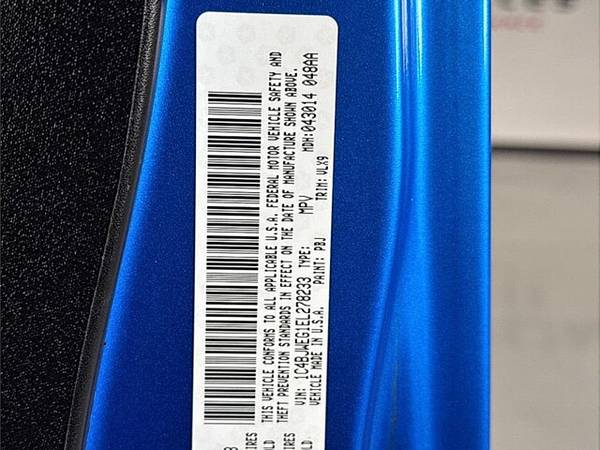 THIS VEHICLE CONFORMS TO ALL APPLICABLE U.S.A. FEDERAL MOTOR VEHICLE SAFETY AND
THEFT PREVENTION STANDARDS IN EFFECT ON THE DATE OF MANUFACTURE SHOWN ABOVE.
VIN: 1C4BJWEG1EL278233 TYPE: MPV MDH:043014 048AA
VEHICLE MADE IN U.S.A. PAINT: PBJ TRIM: VLX9